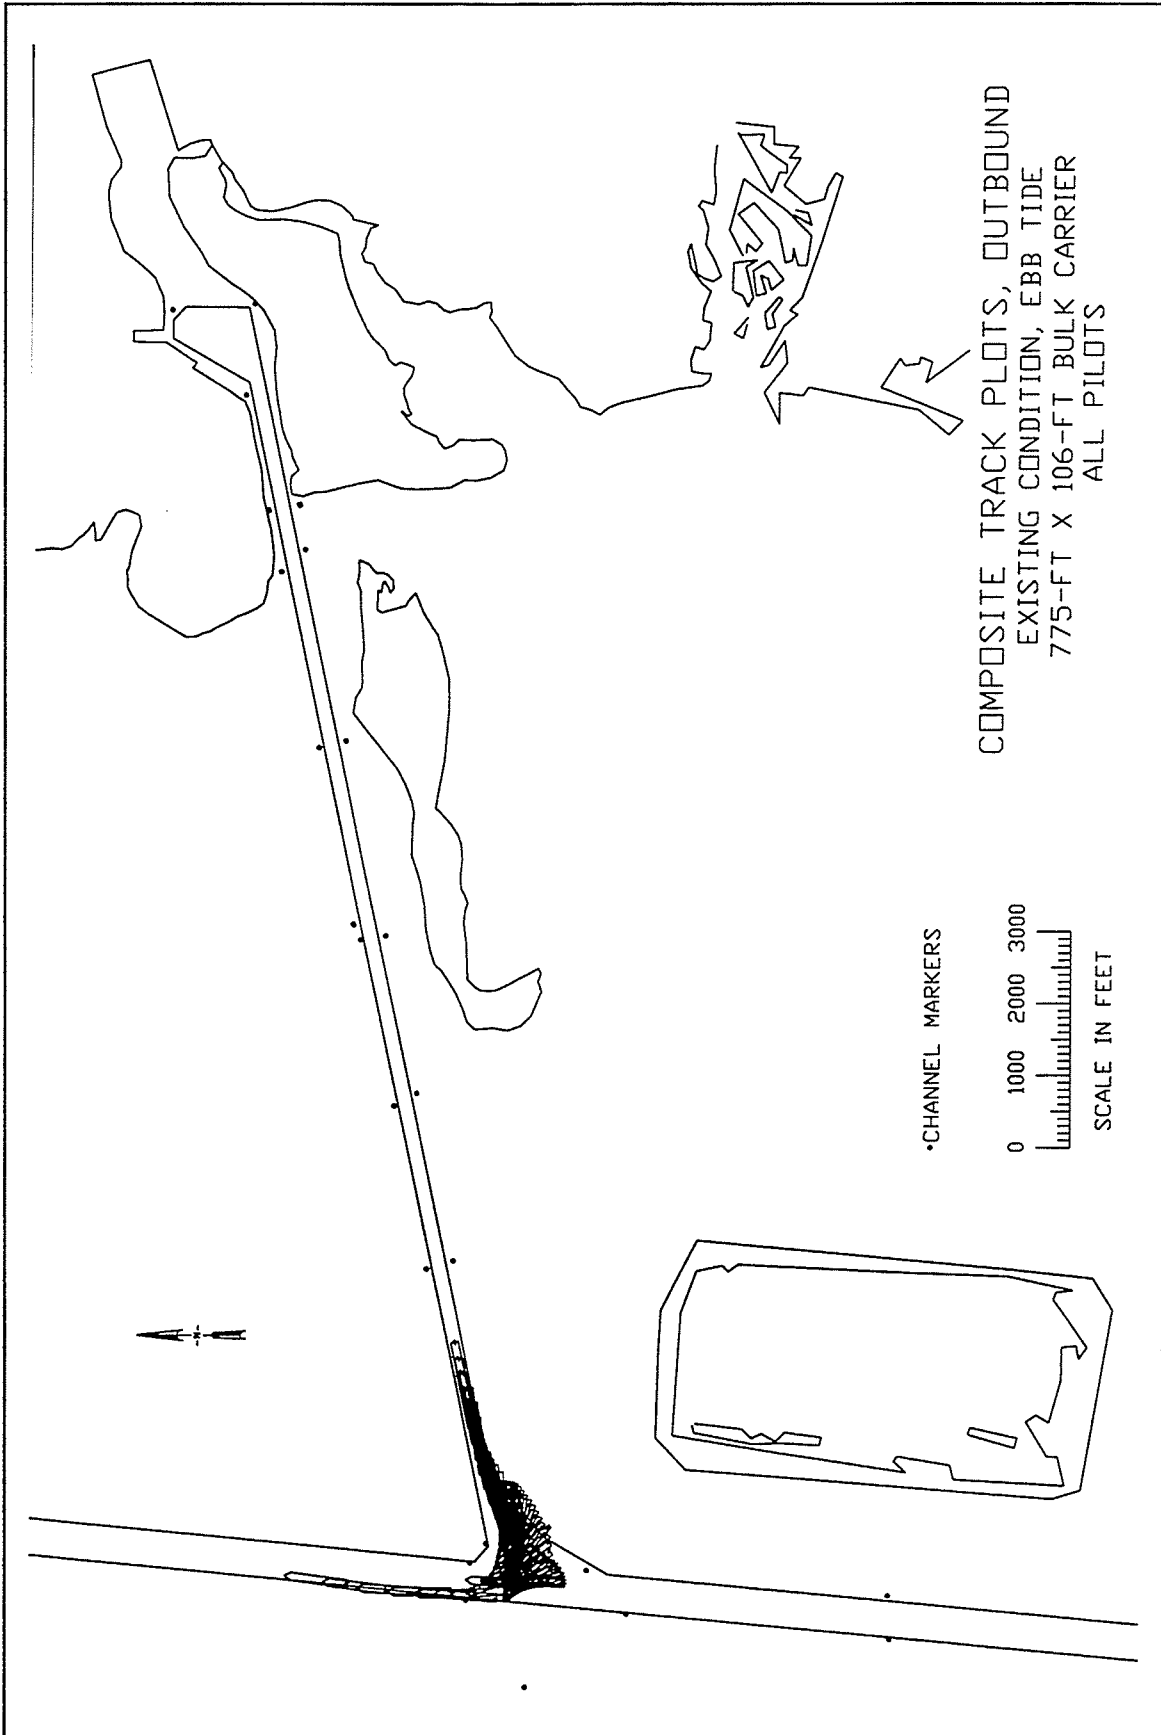 COMPOSITE TRACK PLOTS, OUTBOUND
EXISTING CONDITION, EBB TIDE
775-FT X 106-FT BULK CARRIER
ALL PILOTS
•CHANNEL MARKERS
0 1000 2000 3000
SCALE IN FEET
-N-